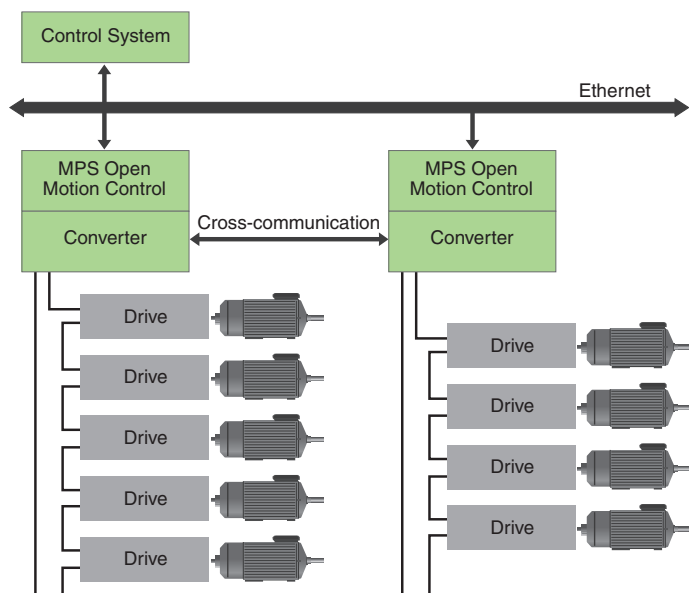 Control System
Ethernet
MPS Open
Motion Control
Converter
Cross-communication
MPS Open
Motion Control
Converter
Drive
Drive
Drive
Drive
Drive
Drive
Drive
Drive
Drive